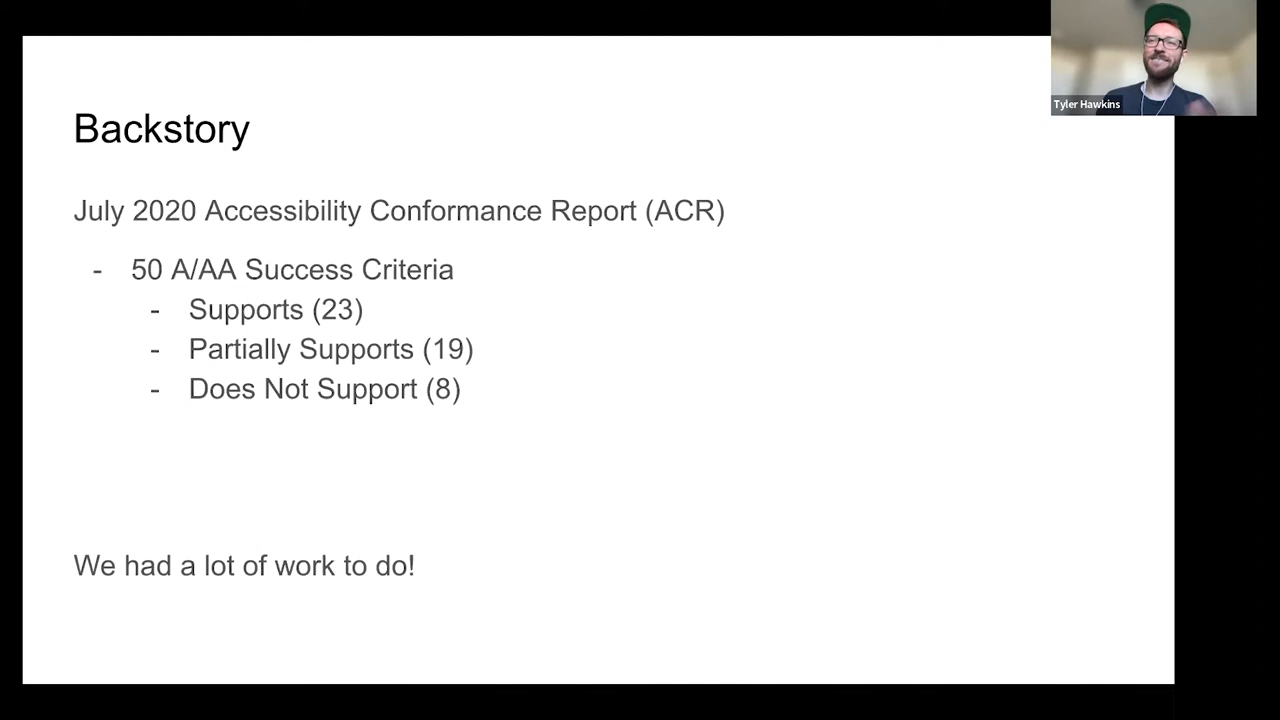 Backstory
July 2020 Accessibility Conformance Report (ACR)
- 50 A/AA Success Criteria
- Supports (23)
- Partially Supports (19)
- Does Not Support (8)
We had a lot of work to do!
Tyler Hawkins